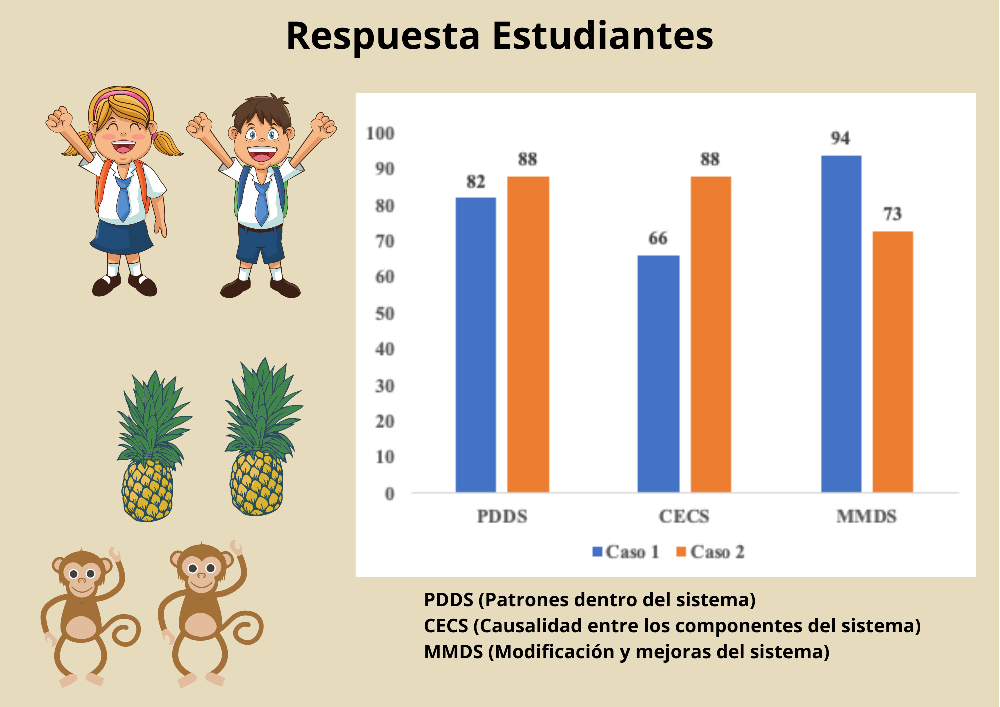 Respuesta Estudiantes
100
90
80
70
60
50
40
30
20
10
0
82
88
66
88
94
73
PDDS
CECS
MMDS
Caso 1
Caso 2
PDDS (Patrones dentro del sistema)
CECS (Causalidad entre los componentes del sistema)
MMDS (Modificación y mejoras del sistema)